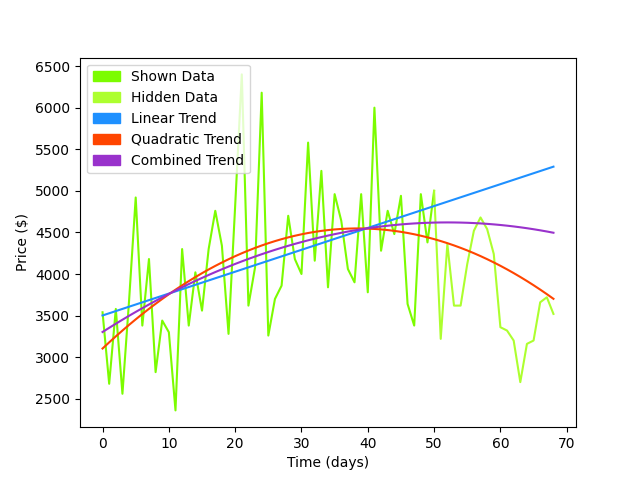 6500
6000
5500
5000
4500
4000
3500
3000
2500
Price ($)
Shown Data
Hidden Data
Linear Trend
Quadratic Trend
Combined Trend
0 10 20 30 40 50 60 70
Time (days)